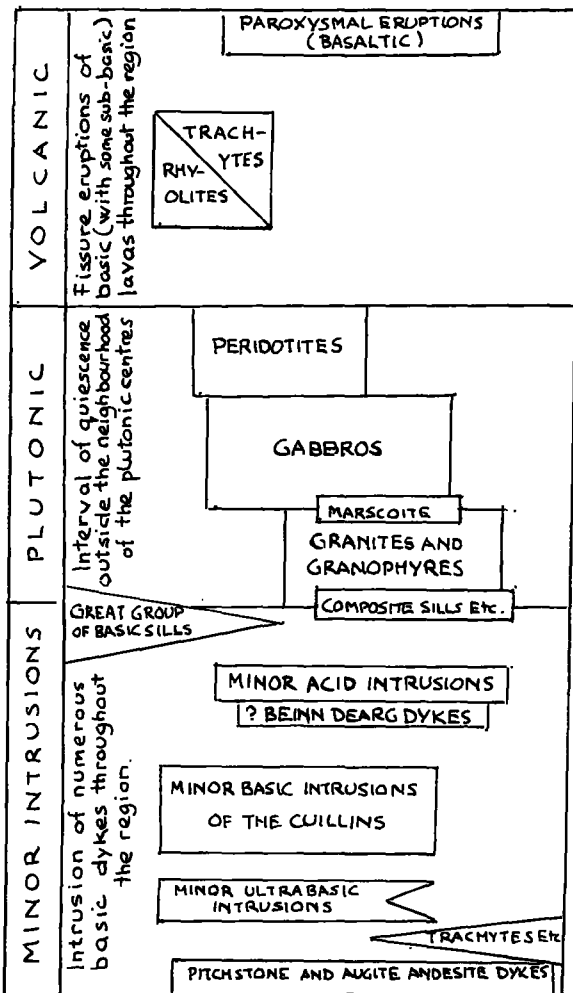 VOLCANIC
Fissure eruptions of
basic (with some sub-basic)
lavas throughout the region
PAROXYSMAL ERUPTIONS
(BASALTIC)
TRACH-
YTES
RHY-
OLITES
PLUTONIC
Interval of quiescence
outside the neighbourhood
of the plutonic centres
PERIDOTITES
GABBROS
MARSCOITE
GRANITES AND
GRANOPHYRES
COMPOSITE SILLS Etc.
GREAT GROUP
OF BASIC SILLS
MINOR INTRUSIONS
Intrusion of numerous
basic dykes throughout
the region.
MINOR ACID INTRUSIONS
? BEINN DEARG DYKES
MINOR BASIC INTRUSIONS
OF THE CUILLINS
MINOR ULTRABASIC
INTRUSIONS
TRACHYTES Etc
PITCHSTONE AND AUGITE ANDESITE DYKES